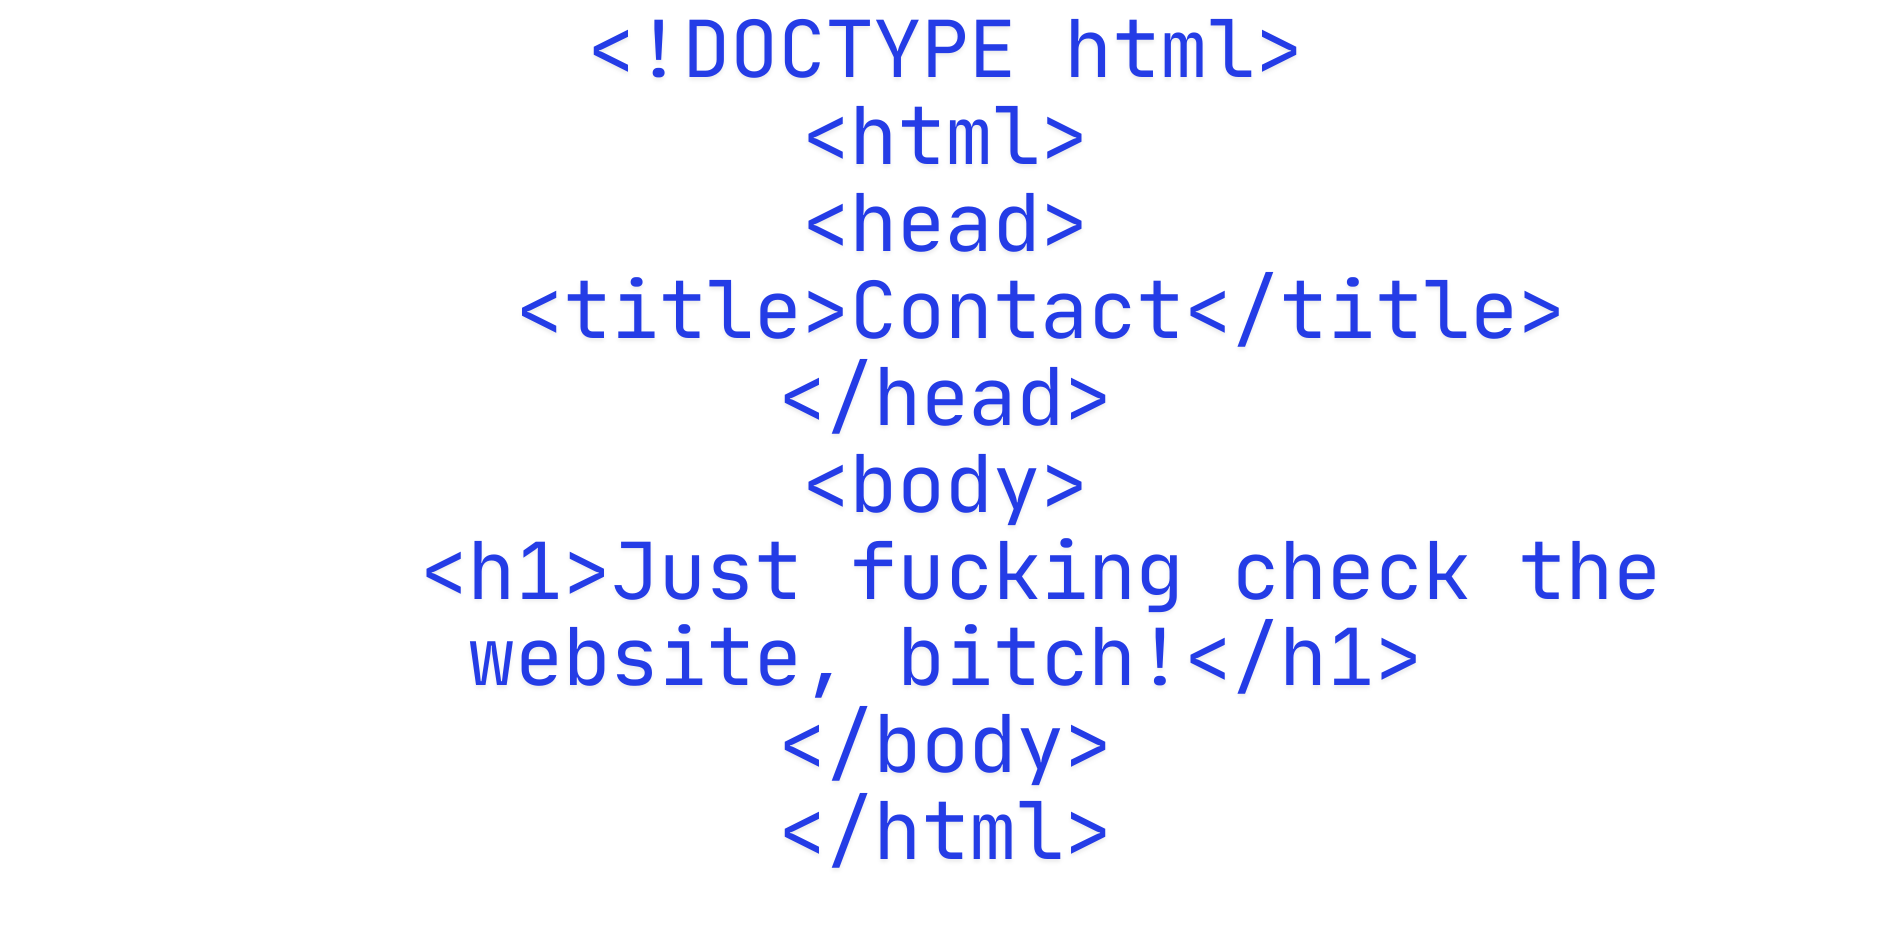 <!DOCTYPE html>
<html>
<head>
    <title>Contact</title>
</head>
<body>
    <h1>Just fucking check the
website, bitch!</h1>
</body>
</html>